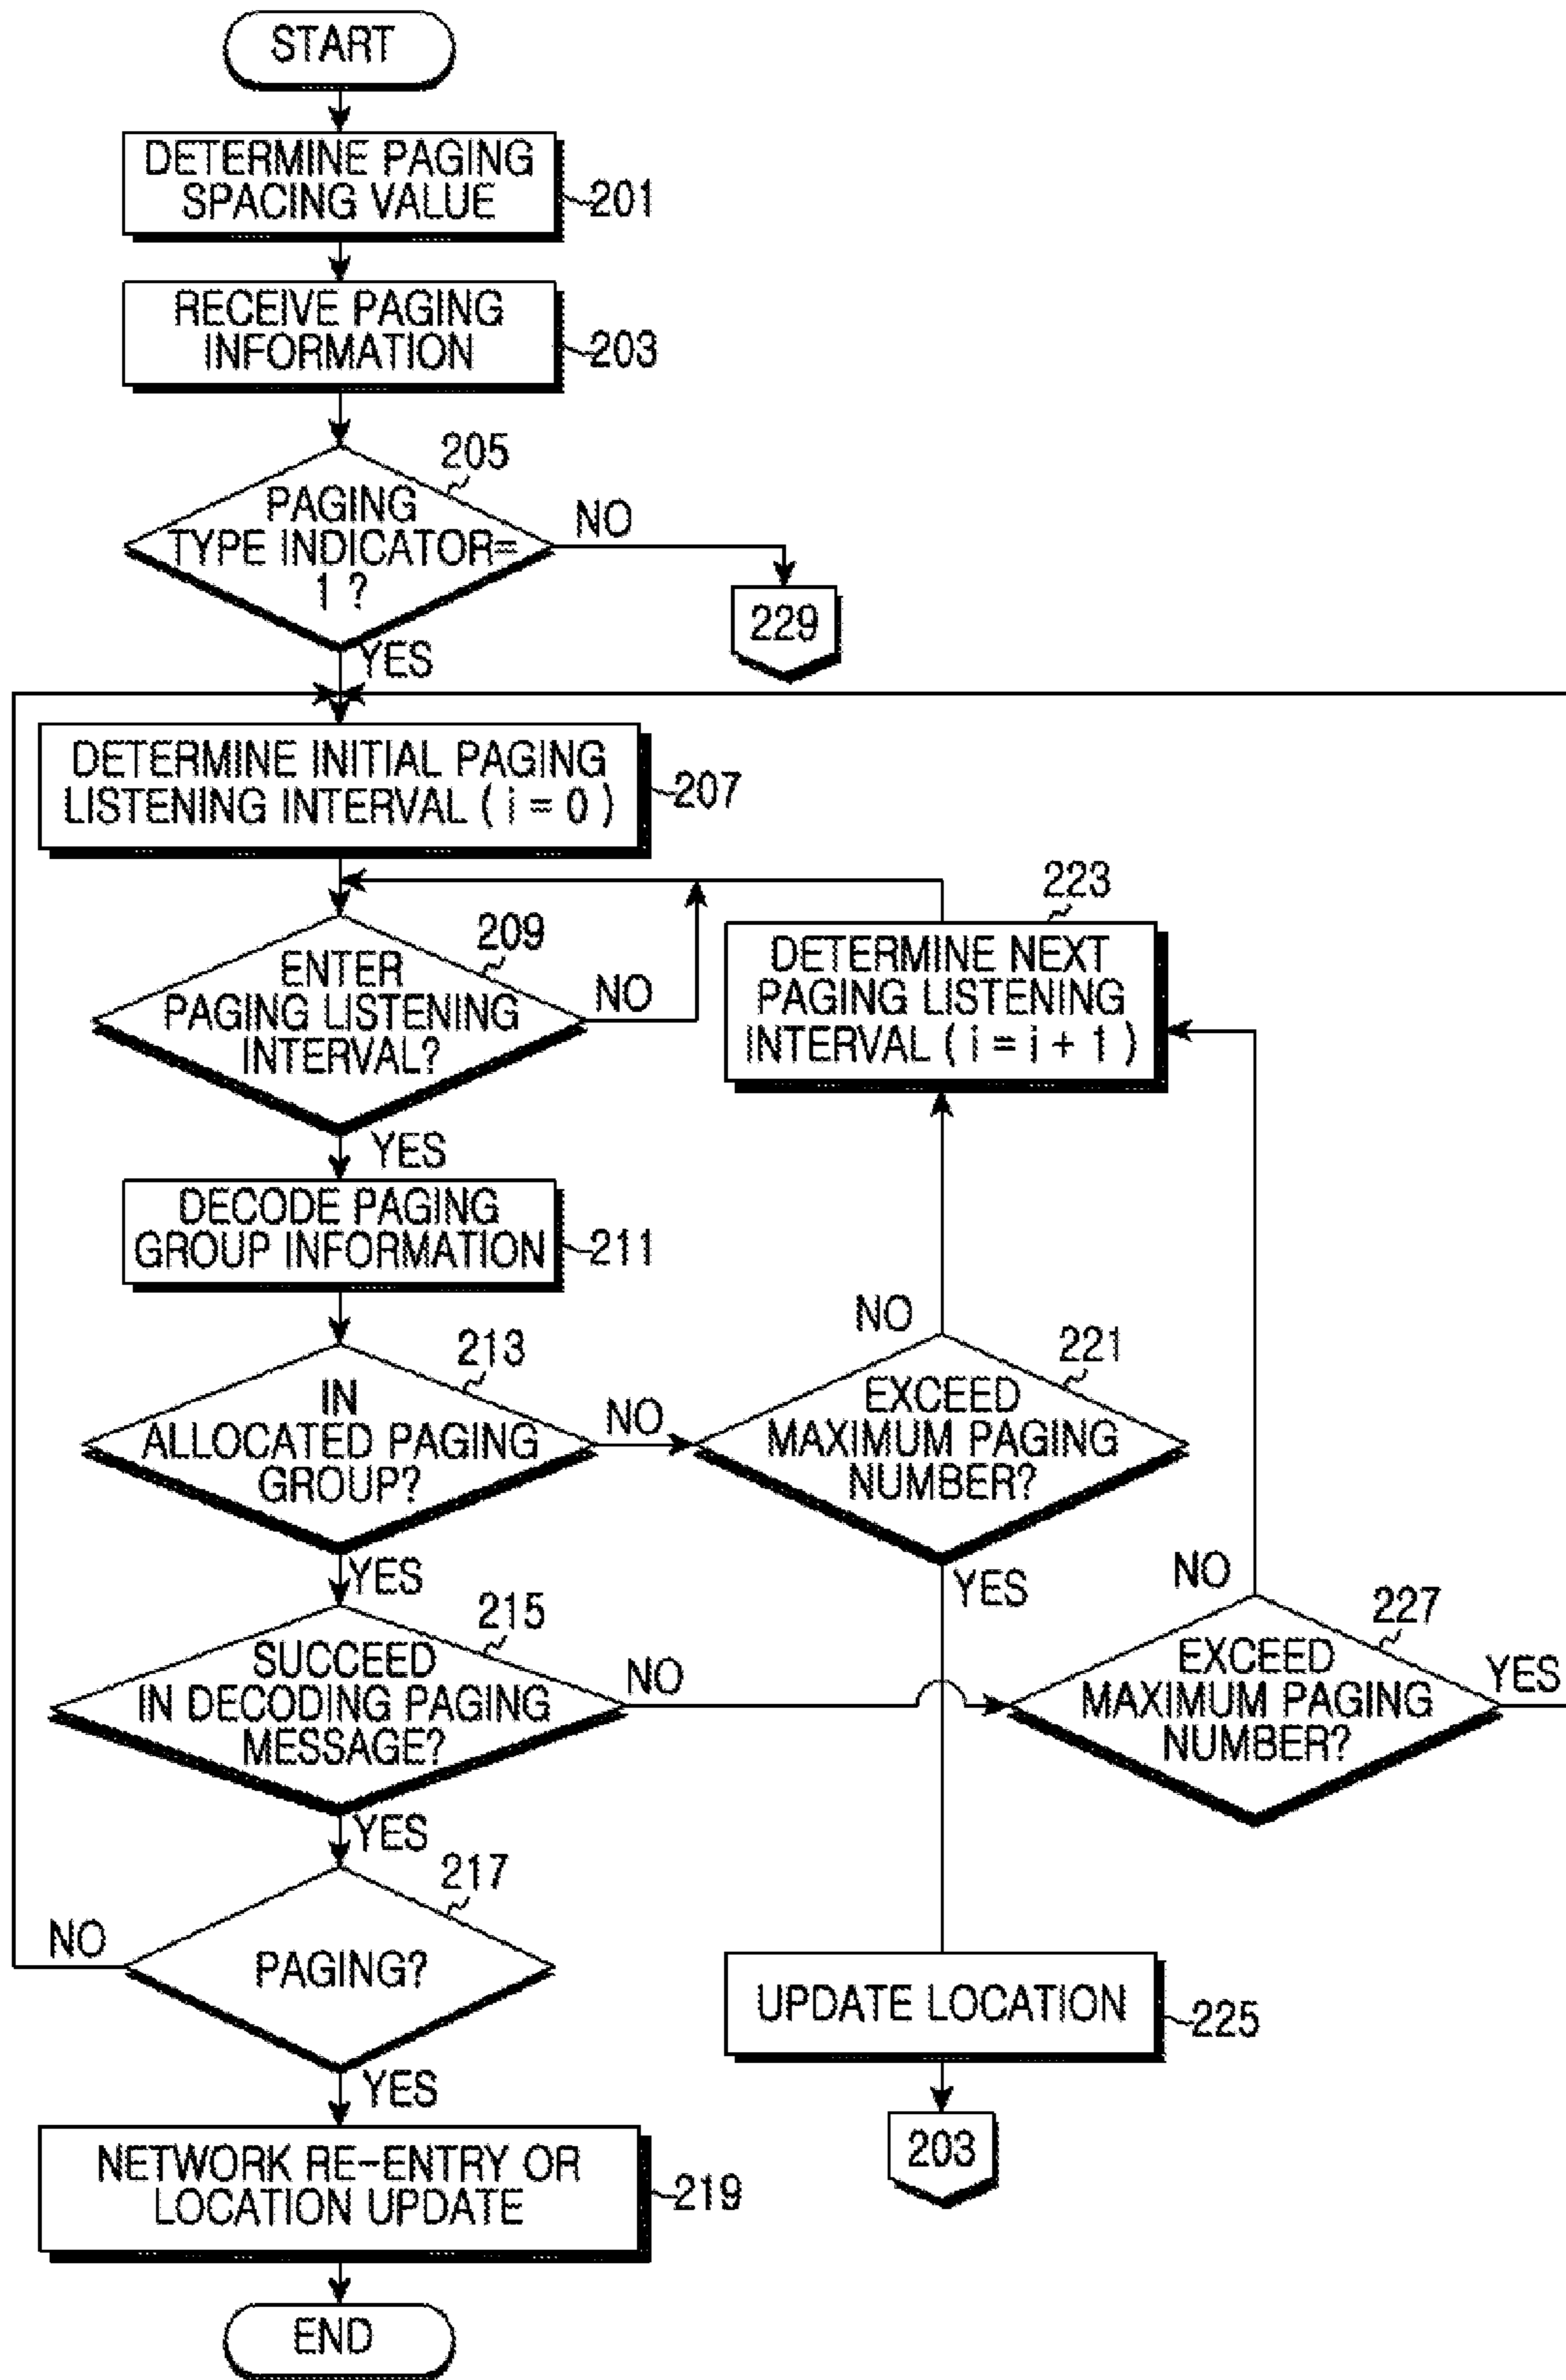 START
DETERMINE PAGING
SPACING VALUE
201
RECEIVE PAGING
INFORMATION
203
205
PAGING
TYPE INDICATOR=
1 ?
NO
229
YES
DETERMINE INITIAL PAGING
LISTENING INTERVAL ( i = 0 )
207
209
ENTER
PAGING LISTENING
INTERVAL?
NO
223
DETERMINE NEXT
PAGING LISTENING
INTERVAL ( i = i + 1 )
YES
DECODE PAGING
GROUP INFORMATION
211
213
IN
ALLOCATED PAGING
GROUP?
NO
NO
221
EXCEED
MAXIMUM PAGING
NUMBER?
YES
YES
215
SUCCEED
IN DECODING PAGING
MESSAGE?
NO
NO
227
EXCEED
MAXIMUM PAGING
NUMBER?
YES
YES
217
PAGING?
NO
YES
UPDATE LOCATION
225
203
NETWORK RE-ENTRY OR
LOCATION UPDATE
219
END